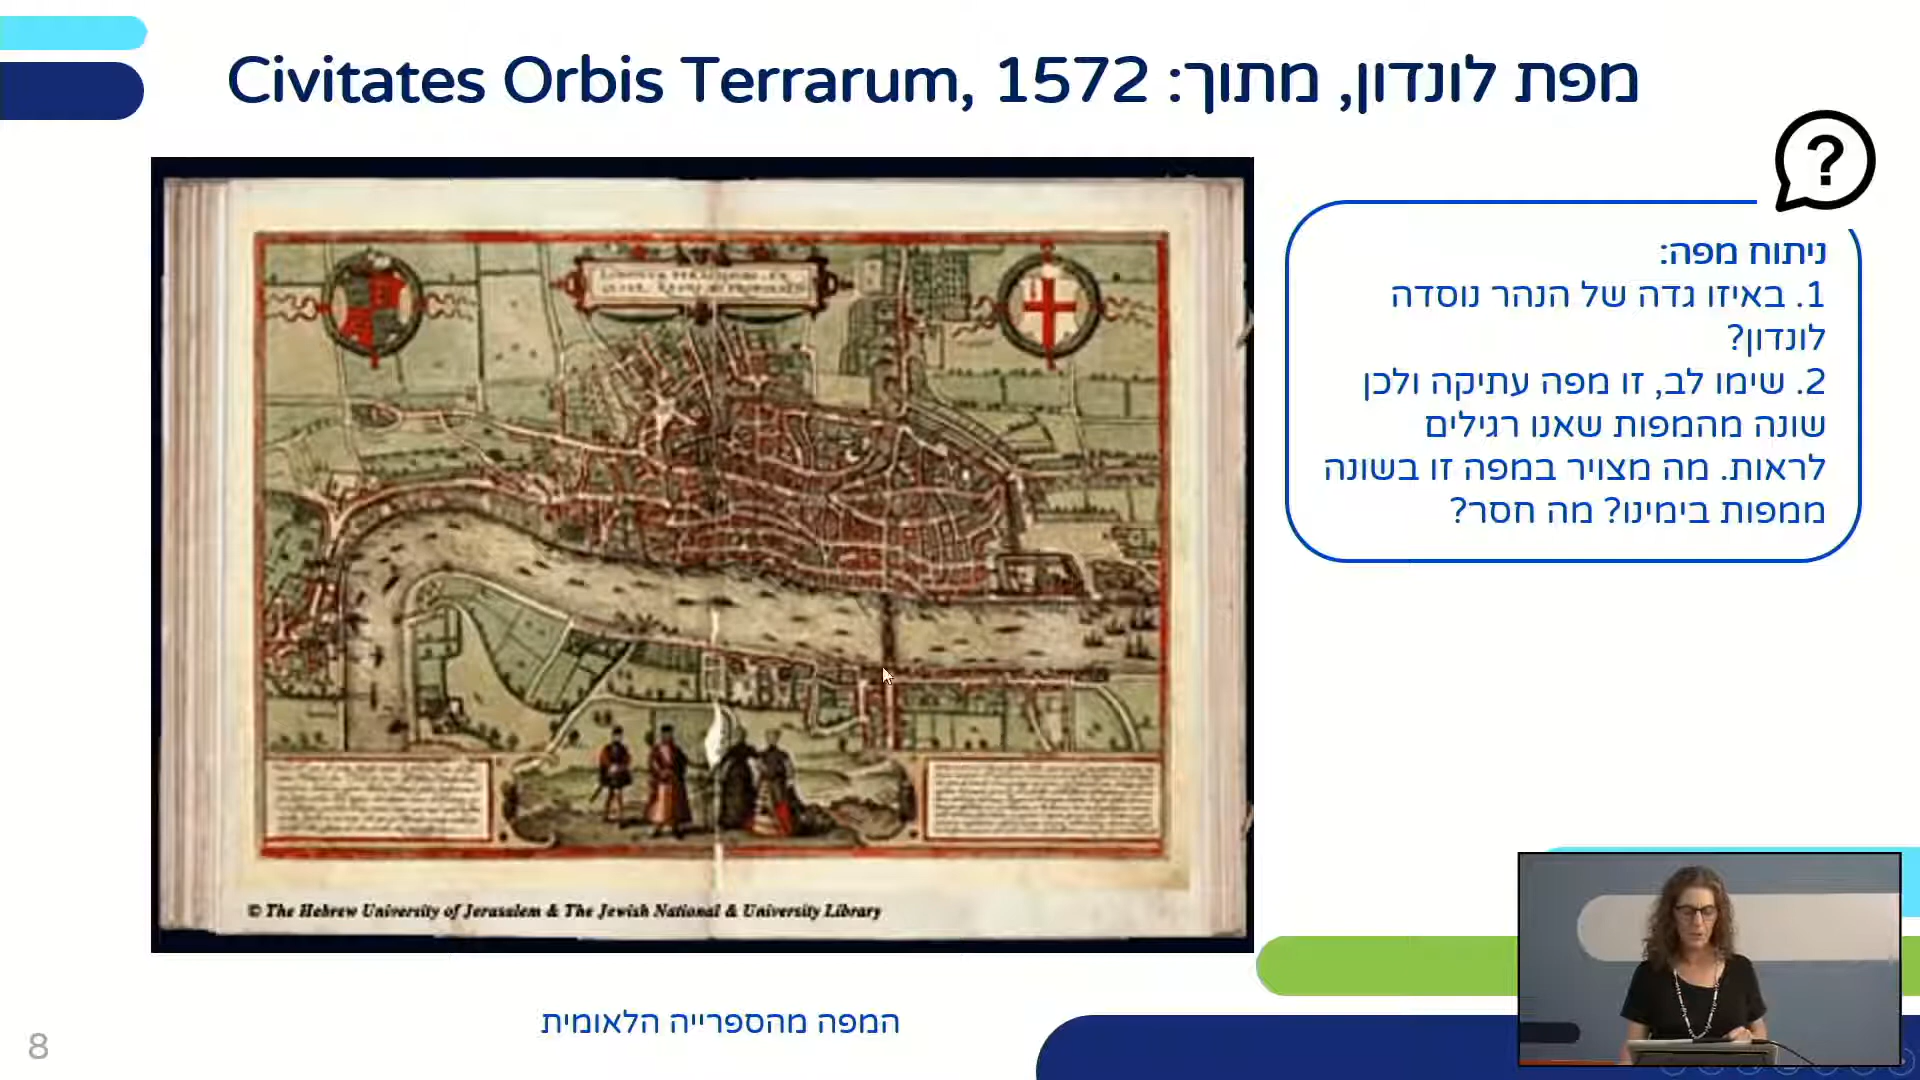 מפת לונדון, מתוך: Civitates Orbis Terrarum, 1572
?
ניתוח מפה:
1. באיזו גדה של הנהר נוסדה
לונדון?
2. שימו לב, זו מפה עתיקה ולכן
שונה מהמפות שאנו רגילים
לראות. מה מצויר במפה זו בשונה
ממפות בימינו? מה חסר?
© The Hebrew University of Jerusalem & The Jewish National & University Library
המפה מהספרייה הלאומית
8